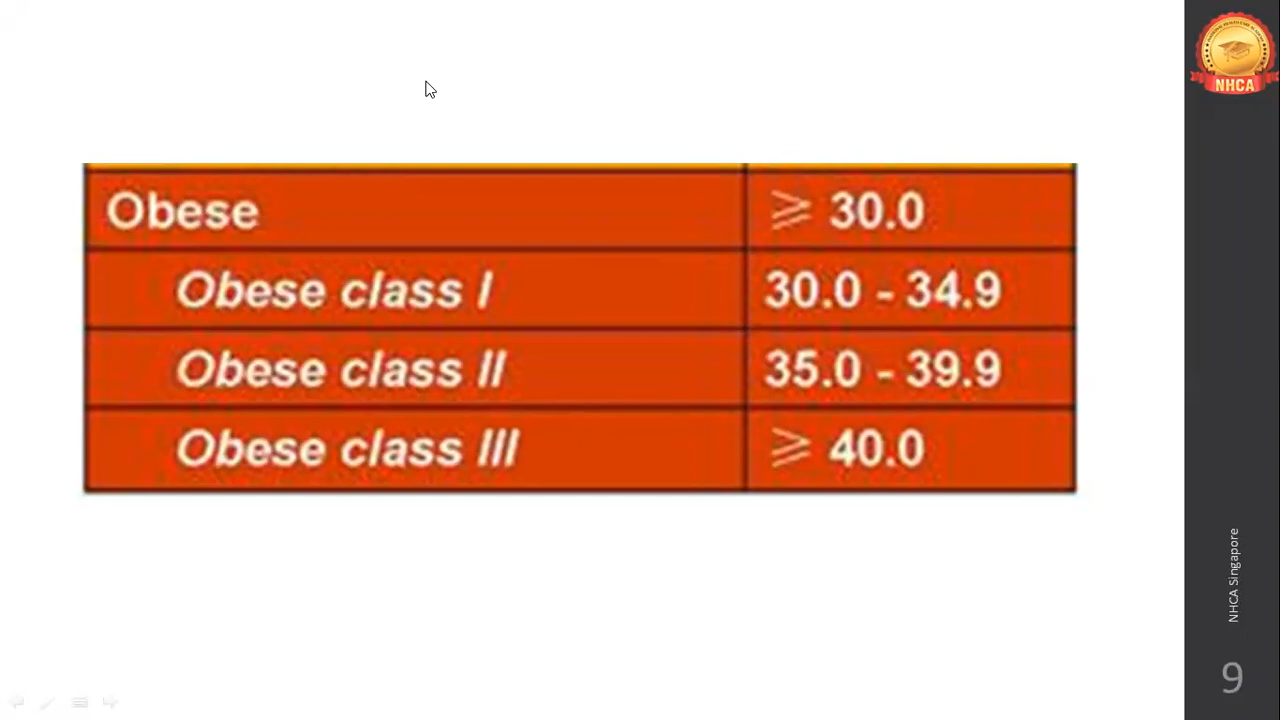 NHCA
Obese ⩾ 30.0
Obese class I 30.0 - 34.9
Obese class II 35.0 - 39.9
Obese class III ⩾ 40.0
NHCA Singapore
9